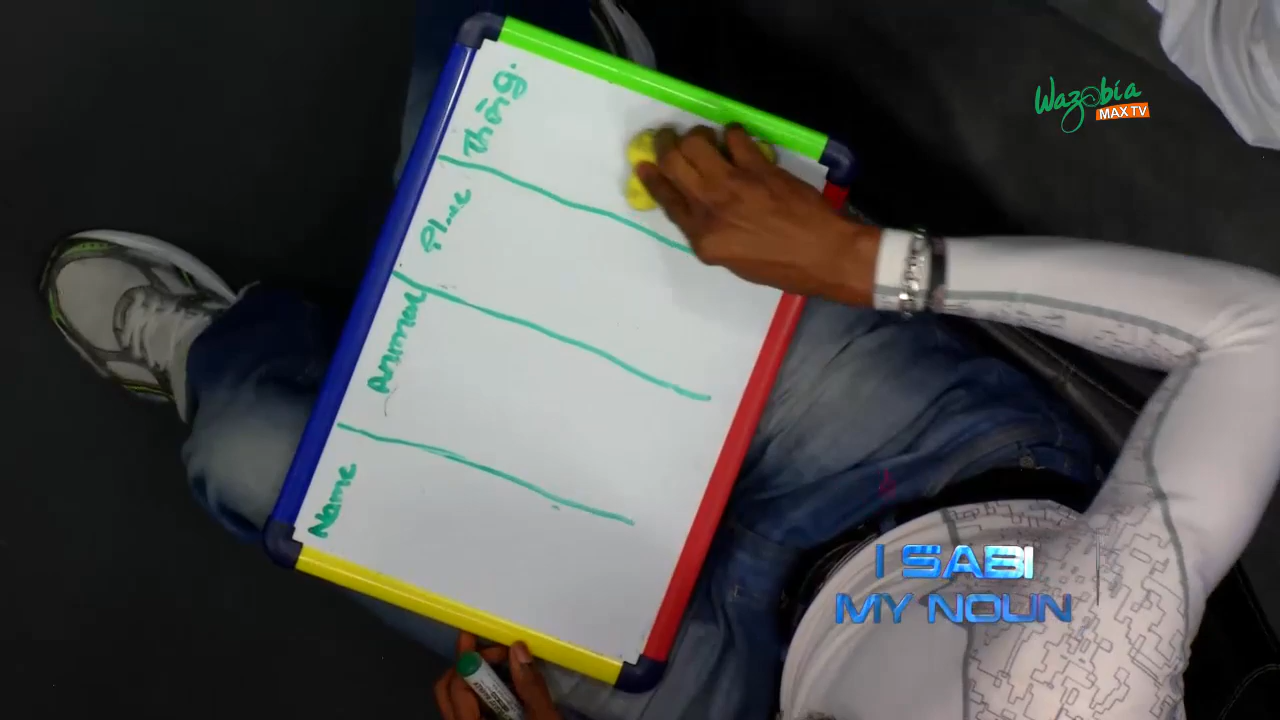 Name
Animal
Place
Thing.
Wazobia
MAX TV
I SABI
MY NOUN